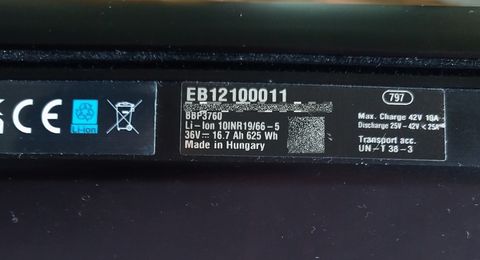 CE
Li-ion
EB12100011
797
BBP3760
Li-Ion 10INR19/66-5
36V - 16.7 Ah 625 Wh
Made in Hungary
Max. Charge 42V 10A
Discharge 25V - 42V < 25A
Transport acc.
UN-T 38-3